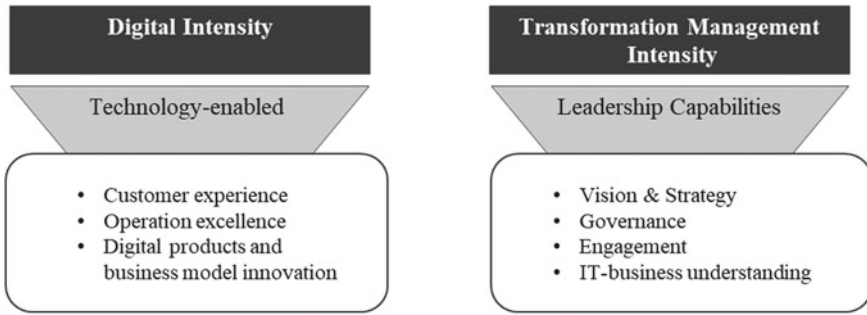 Digital Intensity
Technology-enabled
• Customer experience
• Operation excellence
• Digital products and
business model innovation
Transformation Management
Intensity
Leadership Capabilities
• Vision & Strategy
• Governance
• Engagement
• IT-business understanding